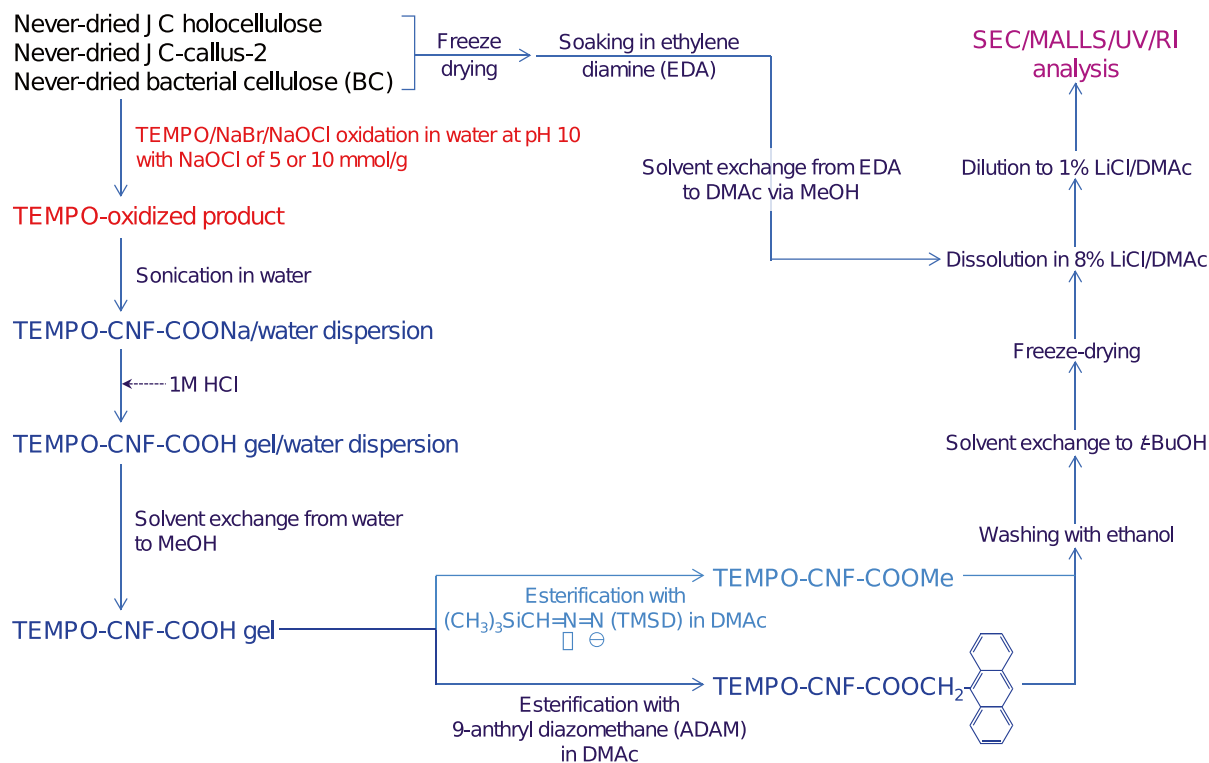 Never-dried JC holocellulose
Never-dried JC-callus-2
Never-dried bacterial cellulose (BC)
Freeze
drying
Soaking in ethylene
diamine (EDA)
SEC/MALLS/UV/RI
analysis
TEMPO/NaBr/NaOCl oxidation in water at pH 10
with NaOCl of 5 or 10 mmol/g
Solvent exchange from EDA
to DMAc via MeOH
Dilution to 1% LiCl/DMAc
TEMPO-oxidized product
Dissolution in 8% LiCl/DMAc
Sonication in water
TEMPO-CNF-COONa/water dispersion
Freeze-drying
1M HCl
TEMPO-CNF-COOH gel/water dispersion
Solvent exchange to t-BuOH
Solvent exchange from water
to MeOH
Washing with ethanol
TEMPO-CNF-COOMe
Esterification with
(CH₃)₃SiCH=N=N (TMSD) in DMAc
▯ ⊖
TEMPO-CNF-COOH gel
TEMPO-CNF-COOCH₂-
Esterification with
9-anthryl diazomethane (ADAM)
in DMAc